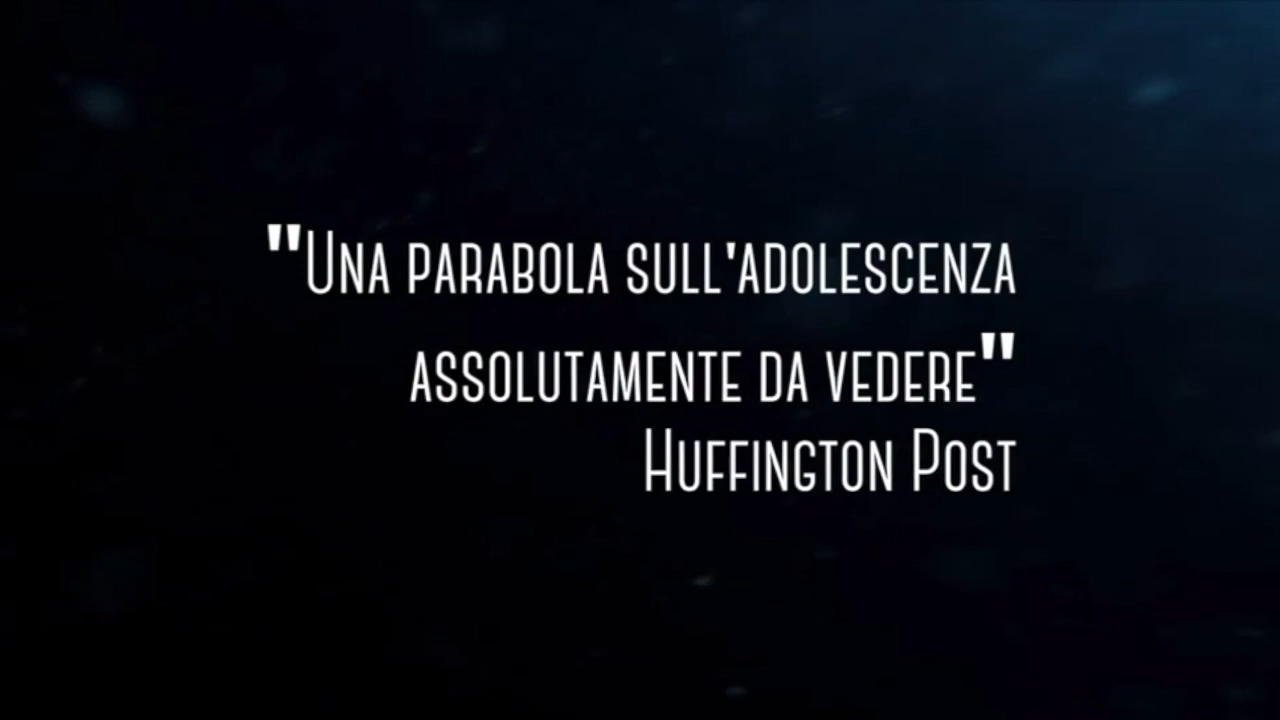 "Una parabola sull'adolescenza
assolutamente da vedere"
Huffington Post